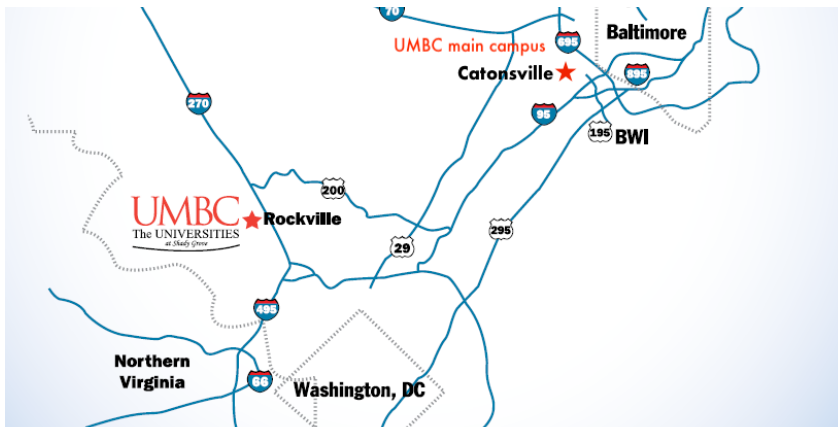 70
695
Baltimore
UMBC main campus
Catonsville
895
270
95
195
BWI
200
UMBC
The UNIVERSITIES
at Shady Grove
Rockville
29
295
495
Northern
Virginia
66
Washington, DC